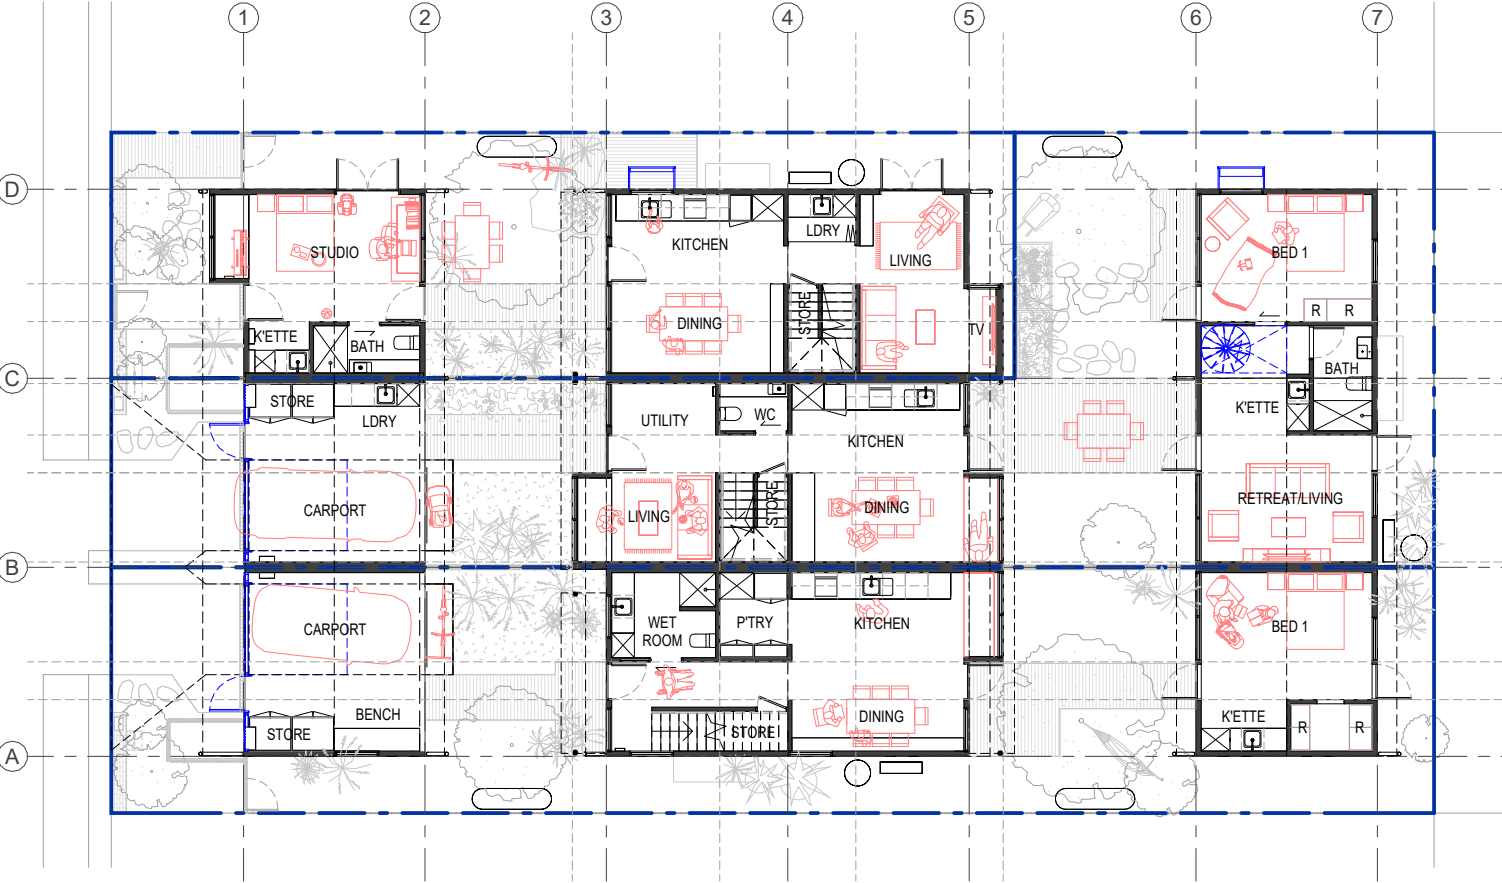 1 2 3 4 5 6 7
D
STUDIO
K'ETTE
BATH
KITCHEN
LDRY
LIVING
STORE
DINING
TV
BED 1
R R
BATH
C
STORE
LDRY
UTILITY
WC
KITCHEN
K'ETTE
CARPORT
LIVING
STORE
DINING
RETREAT/LIVING
B
CARPORT
WET
ROOM
P'TRY
KITCHEN
BED 1
BENCH
STORE
STORE
DINING
K'ETTE
R R
A